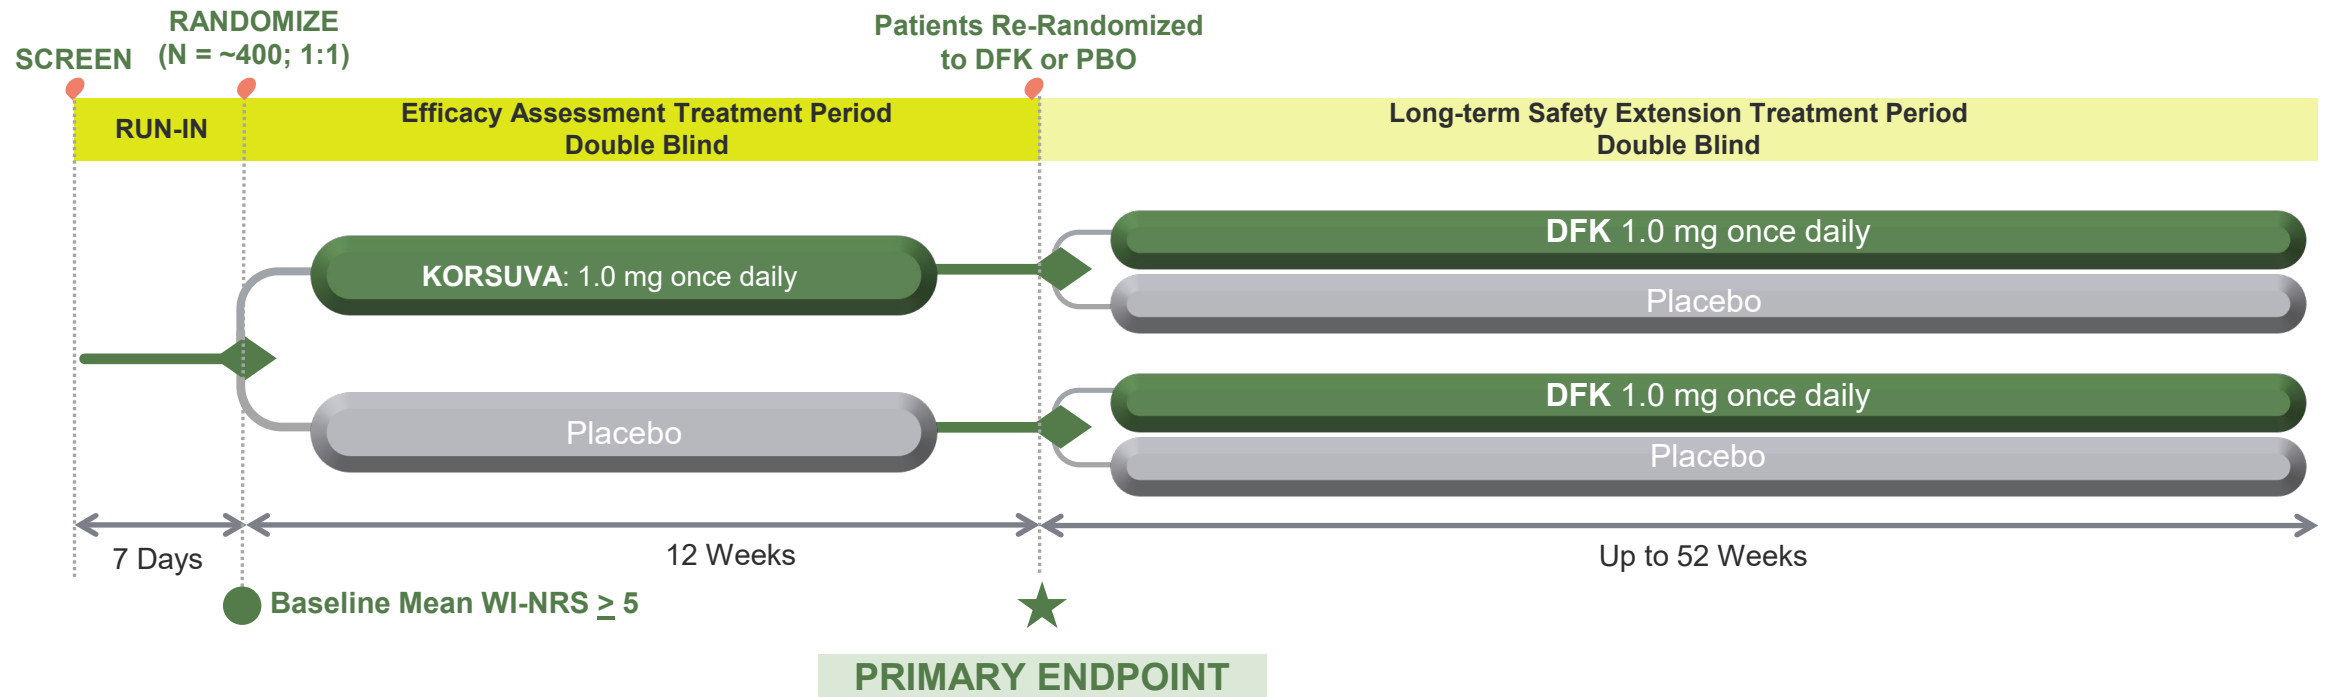 SCREEN
RANDOMIZE
(N = ~400; 1:1)
Patients Re-Randomized
to DFK or PBO
RUN-IN
Efficacy Assessment Treatment Period
Double Blind
Long-term Safety Extension Treatment Period
Double Blind
KORSUVA: 1.0 mg once daily
Placebo
DFK 1.0 mg once daily
Placebo
DFK 1.0 mg once daily
Placebo
7 Days
12 Weeks
Up to 52 Weeks
Baseline Mean WI-NRS ≥ 5
PRIMARY ENDPOINT